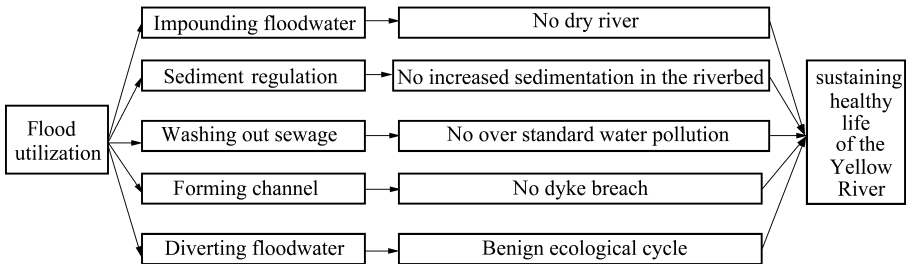 Flood
utilization
Impounding floodwater
No dry river
Sediment regulation
No increased sedimentation in the riverbed
Washing out sewage
No over standard water pollution
Forming channel
No dyke breach
Diverting floodwater
Benign ecological cycle
sustaining
healthy
life
of the
Yellow
River